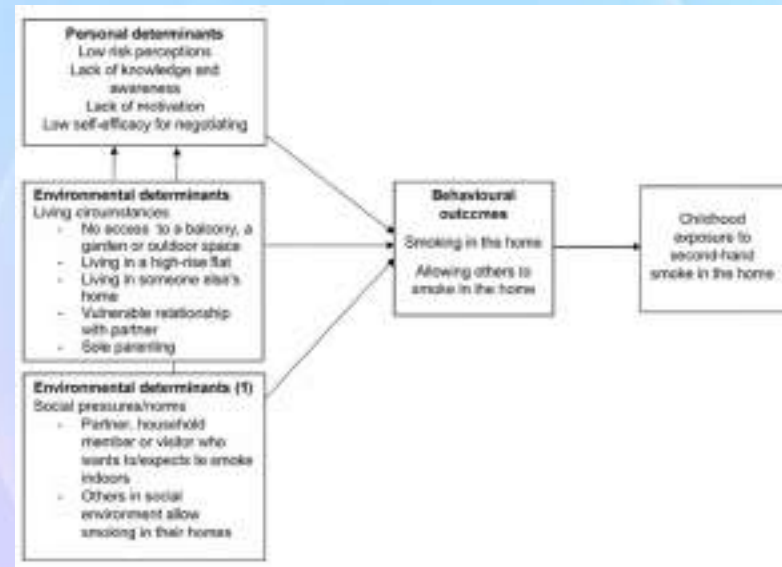 Personal determinants
Low risk perceptions
Lack of knowledge and
awareness
Lack of motivation
Low self-efficacy for negotiating
Environmental determinants
Living circumstances
- No access to a balcony, a
garden or outdoor space
- Living in a high-rise flat
- Living in someone else's
home
- Vulnerable relationship
with partner
- Sole parenting
Environmental determinants (1)
Social pressures/norms
- Partner, household
member or visitor who
wants to/expects to smoke
indoors
- Others in social
environment allow
smoking in their homes
Behavioural
outcomes
Smoking in the home
Allowing others to
smoke in the home
Childhood
exposure to
second-hand
smoke in the home